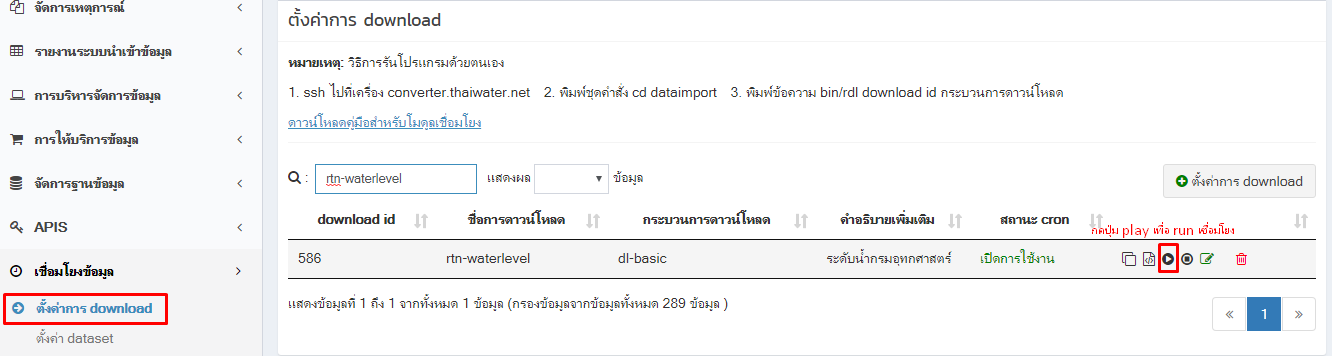 จัดการเหตุการณ์
รายงานระบบนำเข้าข้อมูล
การบริหารจัดการข้อมูล
การให้บริการข้อมูล
จัดการฐานข้อมูล
APIS
เชื่อมโยงข้อมูล
ตั้งค่าการ download
ตั้งค่า dataset
ตั้งค่าการ download
หมายเหตุ: วิธีการรันโปรแกรมด้วยตนเอง
1. ssh ไปที่เครื่อง converter.thaiwater.net 2. พิมพ์ชุดคำสั่ง cd dataimport 3. พิมพ์ข้อความ bin/rdl download id กระบวนการดาวน์โหลด
ดาวน์โหลดคู่มือสำหรับโมดูลเชื่อมโยง
: rtn-waterlevel แสดงผล ข้อมูล ตั้งค่าการ download
download id ชื่อการดาวน์โหลด กระบวนการดาวน์โหลด คำอธิบายเพิ่มเติม สถานะ cron
กดปุ่ม play เพื่อ run เชื่อมโยง
586 rtn-waterlevel dl-basic ระดับน้ำกรมอุทกศาสตร์ เปิดการใช้งาน
แสดงข้อมูลที่ 1 ถึง 1 จากทั้งหมด 1 ข้อมูล (กรองข้อมูลจากข้อมูลทั้งหมด 289 ข้อมูล )
« 1 »